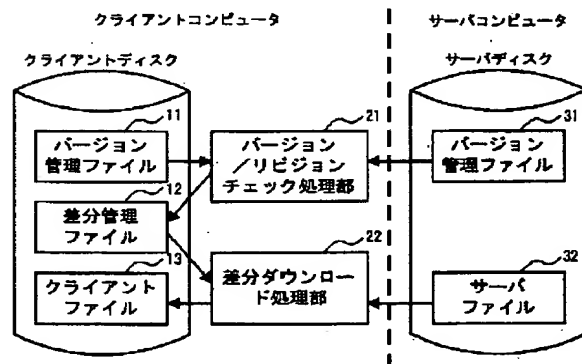 クライアントコンピュータ
サーバコンピュータ
クライアントディスク
サーバディスク
11
バージョン
管理ファイル
21
バージョン
／リビジョン
チェック処理部
31
バージョン
管理ファイル
12
差分管理
ファイル
22
差分ダウンロー
ド処理部
13
クライアント
ファイル
32
サーバ
ファイル